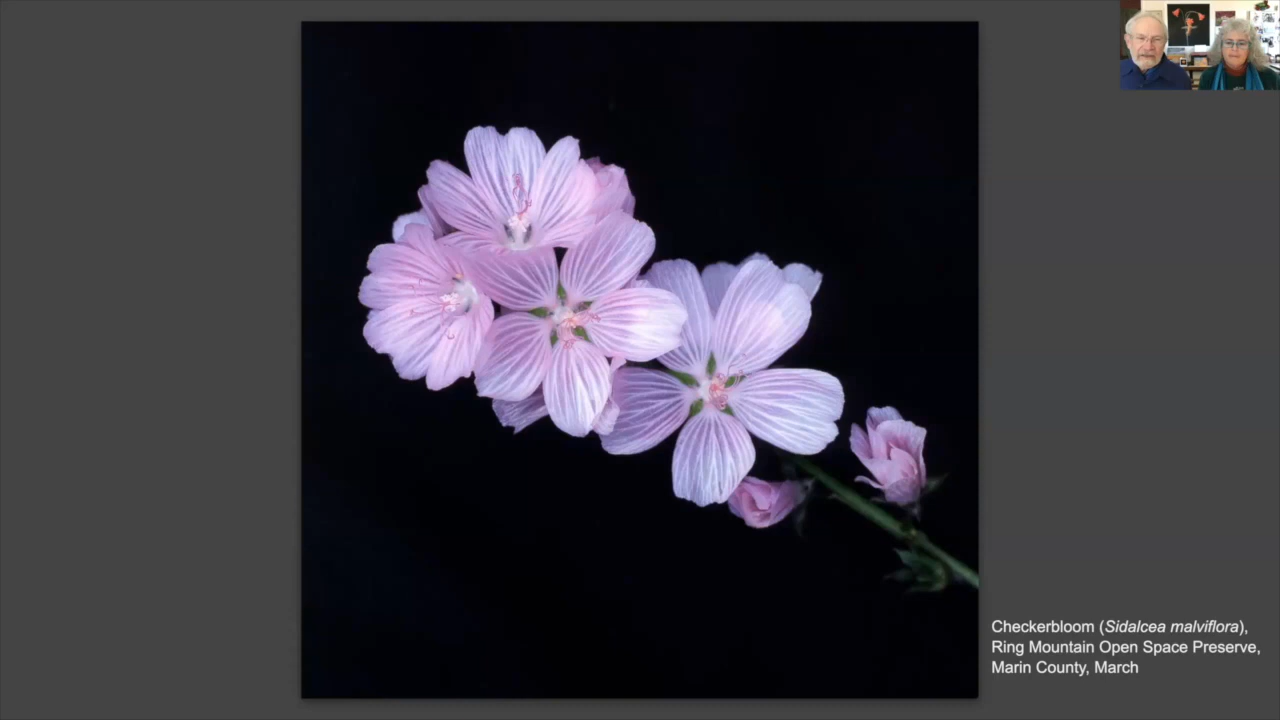 Checkerbloom (Sidalcea malviflora),
Ring Mountain Open Space Preserve,
Marin County, March